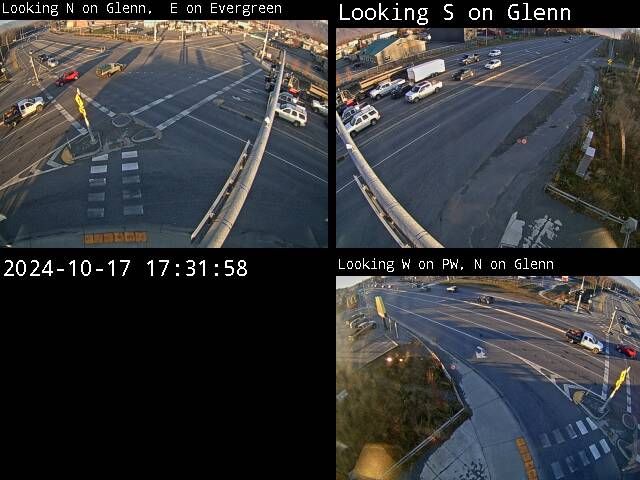 Looking N on Glenn, E on Evergreen
Looking S on Glenn
2024-10-17 17:31:58
Looking W on PW, N on Glenn